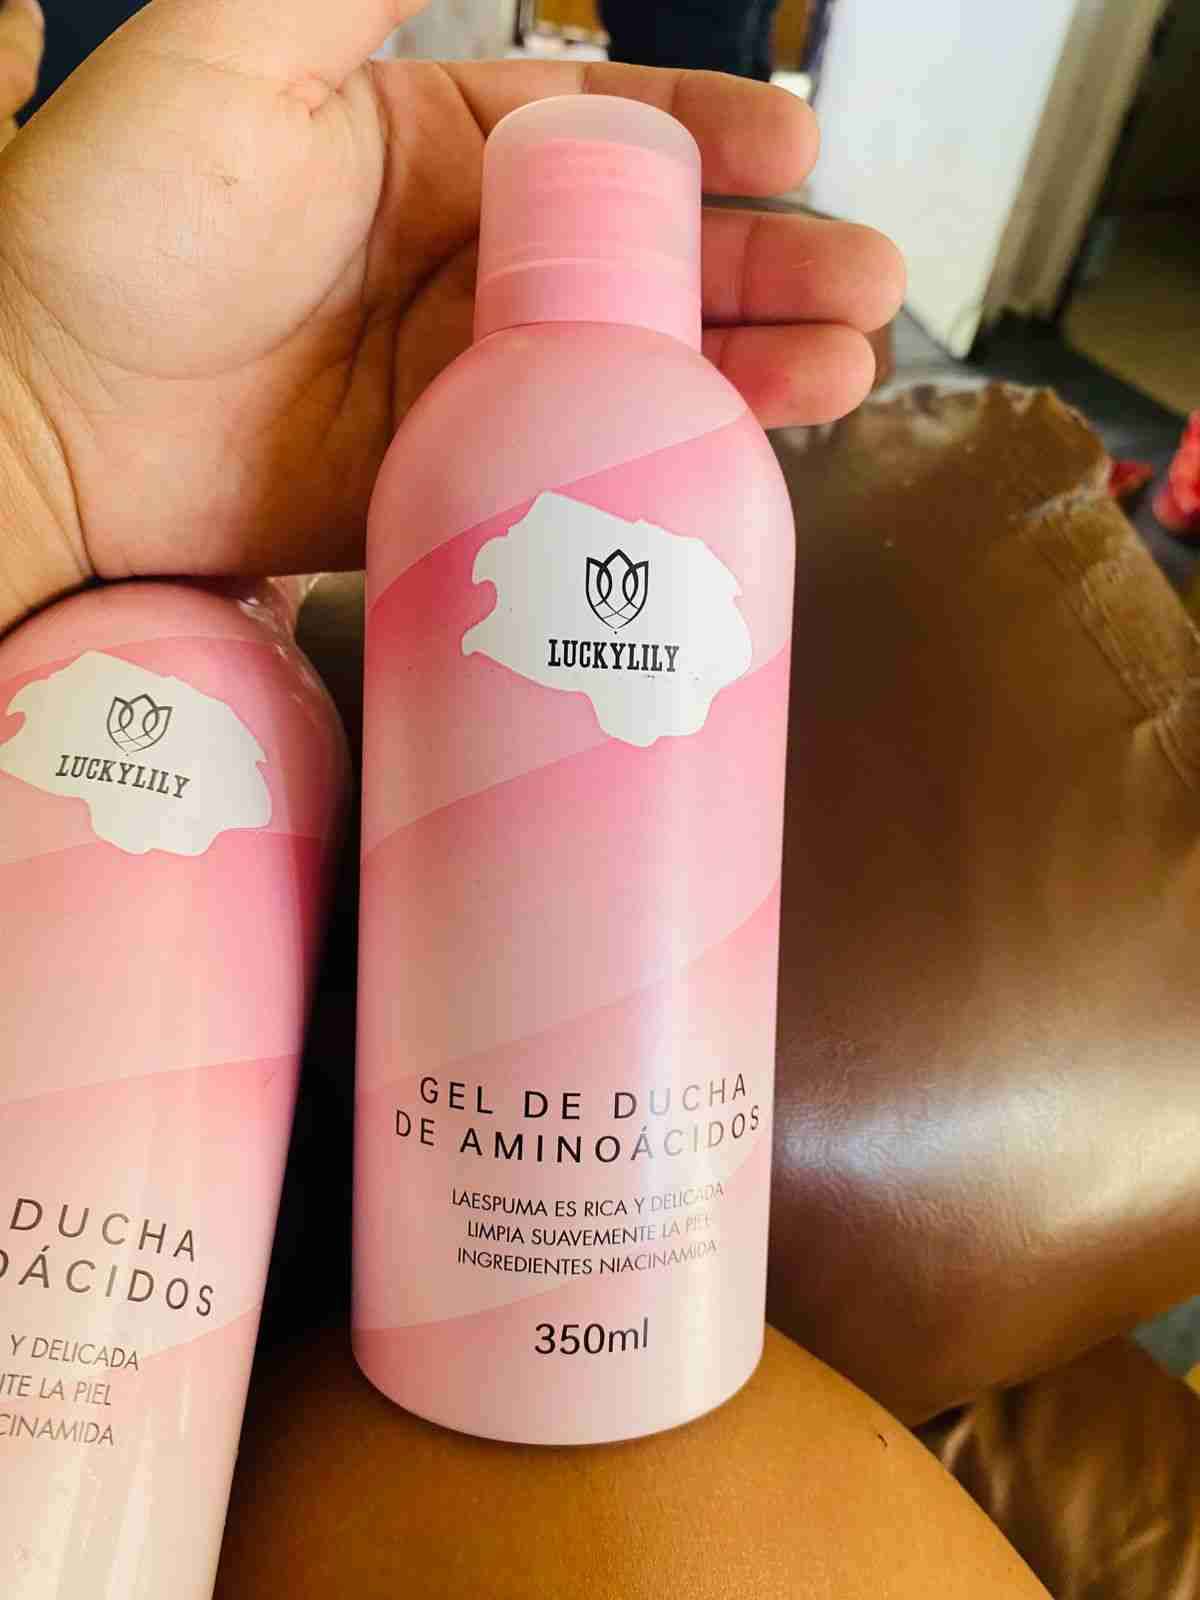 LUCKYLILY
GEL DE DUCHA
DE AMINOÁCIDOS
LAESPUMA ES RICA Y DELICADA
LIMPIA SUAVEMENTE LA PIEL
INGREDIENTES NIACINAMIDA
350ml
LUCKYLILY
DUCHA
OÁCIDOS
Y DELICADA
NTE LA PIEL
CINAMIDA